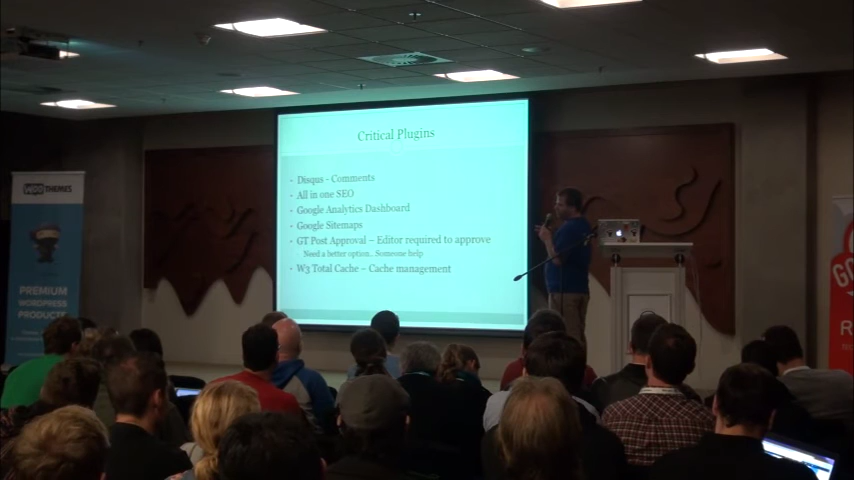 Critical Plugins
• Disqus - Comments
• All in one SEO
• Google Analytics Dashboard
• Google Sitemaps
• GT Post Approval – Editor required to approve
◦ Need a better option.. Someone help
• W3 Total Cache – Cache management
WOO THEMES
PREMIUM
WORDPRESS
PRODUCTS
GO
R